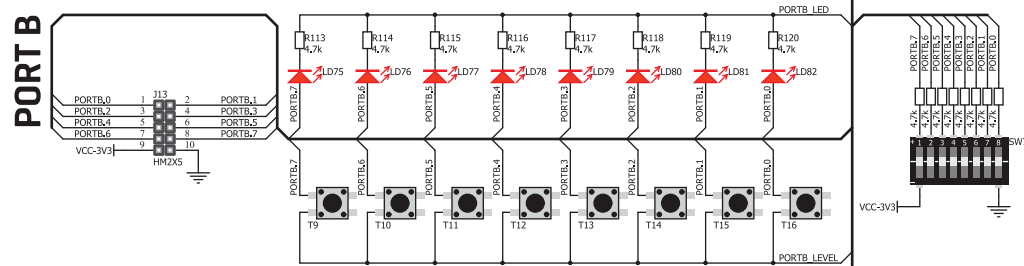 PORT B
PORTB_LED
R113
4.7k
R114
4.7k
R115
4.7k
R116
4.7k
R117
4.7k
R118
4.7k
R119
4.7k
R120
4.7k
LD75
LD76
LD77
LD78
LD79
LD80
LD81
LD82
PORTB.7
PORTB.6
PORTB.5
PORTB.4
PORTB.3
PORTB.2
PORTB.1
PORTB.0
J13
PORTB.0 1 2 PORTB.1
PORTB.2 3 4 PORTB.3
PORTB.4 5 6 PORTB.5
PORTB.6 7 8 PORTB.7
VCC-3V3 9 10
HM2X5
PORTB.7
PORTB.6
PORTB.5
PORTB.4
PORTB.3
PORTB.2
PORTB.1
PORTB.0
T9
T10
T11
T12
T13
T14
T15
T16
PORTB_LEVEL
PORTB.7
PORTB.6
PORTB.5
PORTB.4
PORTB.3
PORTB.2
PORTB.1
PORTB.0
4.7k
4.7k
4.7k
4.7k
4.7k
4.7k
4.7k
4.7k
+ 1 2 3 4 5 6 7 8
VCC-3V3